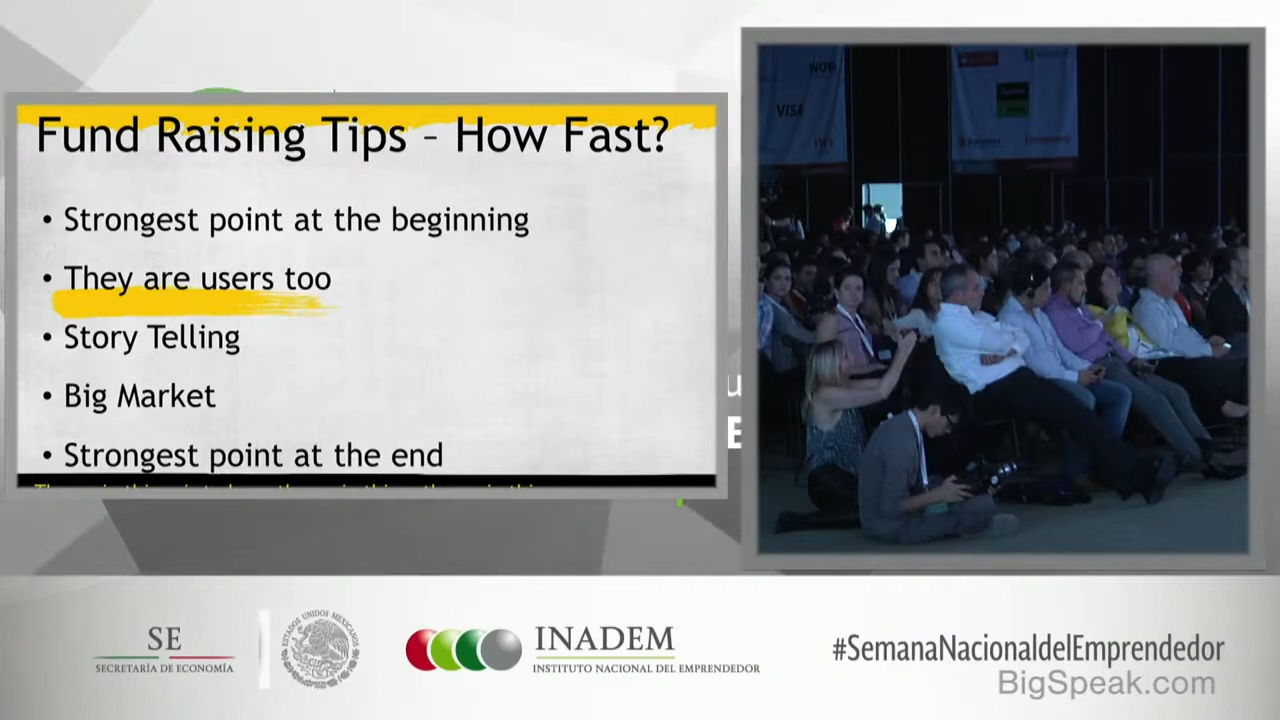 Fund Raising Tips – How Fast?
• Strongest point at the beginning
• They are users too
• Story Telling
• Big Market
• Strongest point at the end
VISA
SE
SECRETARÍA DE ECONOMÍA
ESTADOS UNIDOS MEXICANOS
INADEM
INSTITUTO NACIONAL DEL EMPRENDEDOR
#SemanaNacionaldelEmprendedor
BigSpeak.com